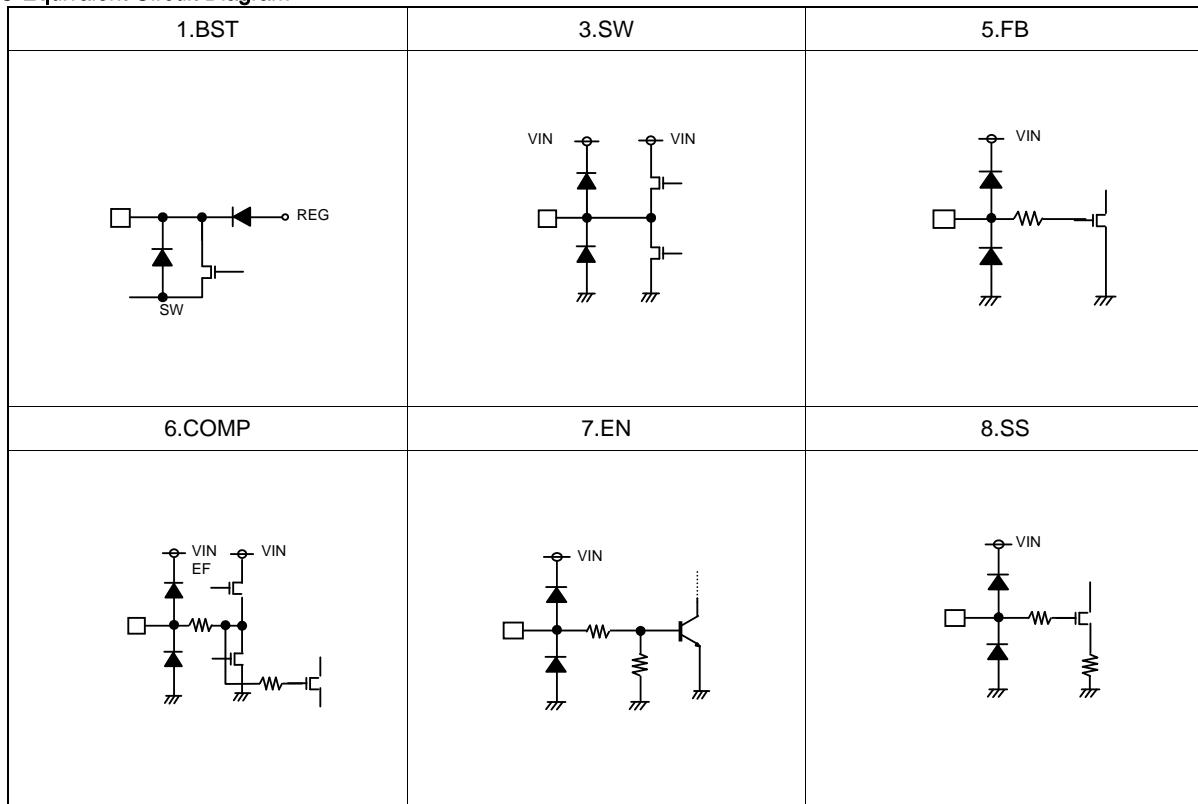 Equivalent Circuit Diagram
1.BST
3.SW
5.FB
REG
SW
VIN
VIN
VIN
6.COMP
7.EN
8.SS
VIN
EF
VIN
VIN
VIN